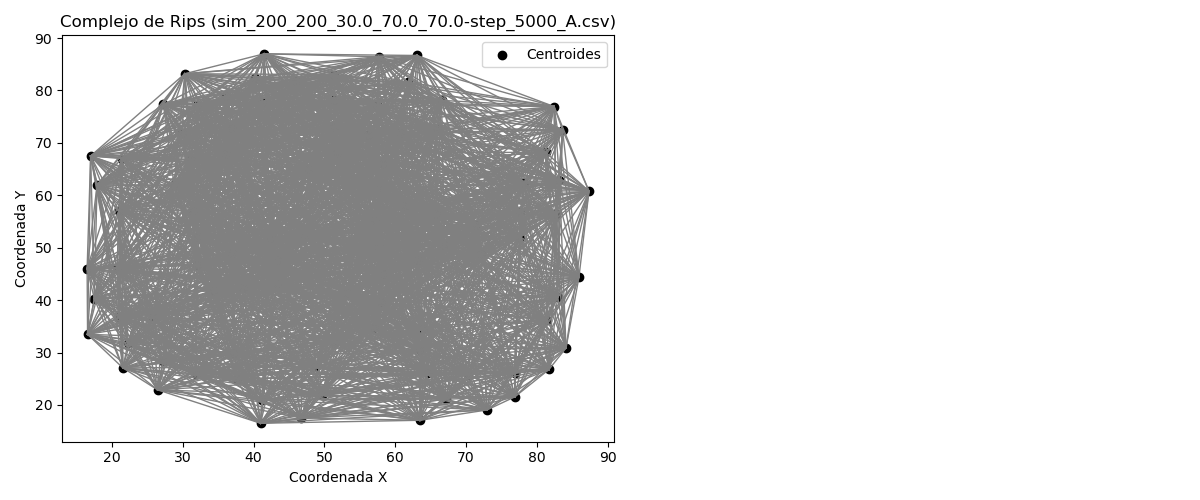 Complejo de Rips (sim_200_200_30.0_70.0_70.0-step_5000_A.csv)
Centroides
90
80
70
60
50
40
30
20
Coordenada Y
20 30 40 50 60 70 80 90
Coordenada X